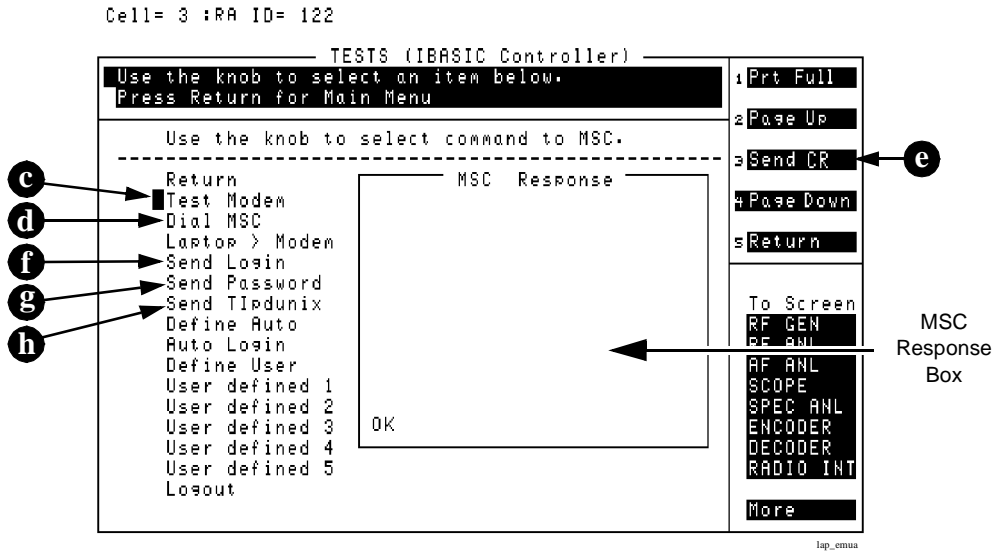 Cell= 3 :RA ID= 122
TESTS (IBASIC Controller)
Use the knob to select an item below.
Press Return for Main Menu
Use the knob to select command to MSC.
Return
Test Modem
Dial MSC
Laptop > Modem
Send Login
Send Password
Send TIpdunix
Define Auto
Auto Login
Define User
User defined 1
User defined 2
User defined 3
User defined 4
User defined 5
Logout
MSC Response
OK
1 Prt Full
2 Page Up
3 Send CR
4 Page Down
5 Return
To Screen
RF GEN
RF ANL
AF ANL
SCOPE
SPEC ANL
ENCODER
DECODER
RADIO INT
More
c
d
f
g
h
e
MSC
Response
Box
lap_emua